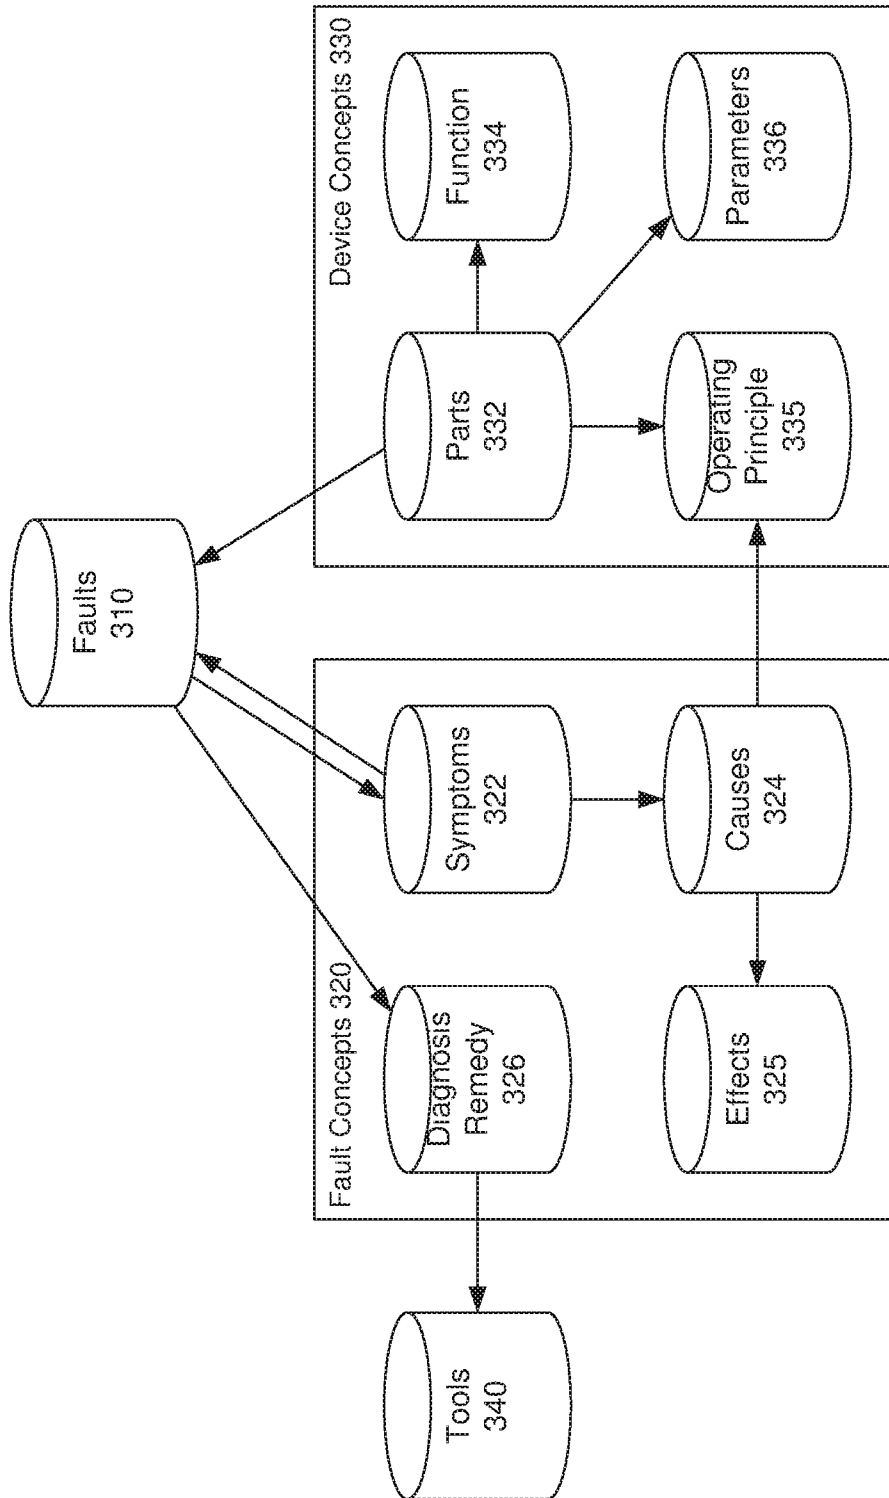 Faults
310
Fault Concepts 320
Device Concepts 330
Tools
340
Diagnosis
Remedy
326
Symptoms
322
Parts
332
Function
334
Effects
325
Causes
324
Operating
Principle
335
Parameters
336